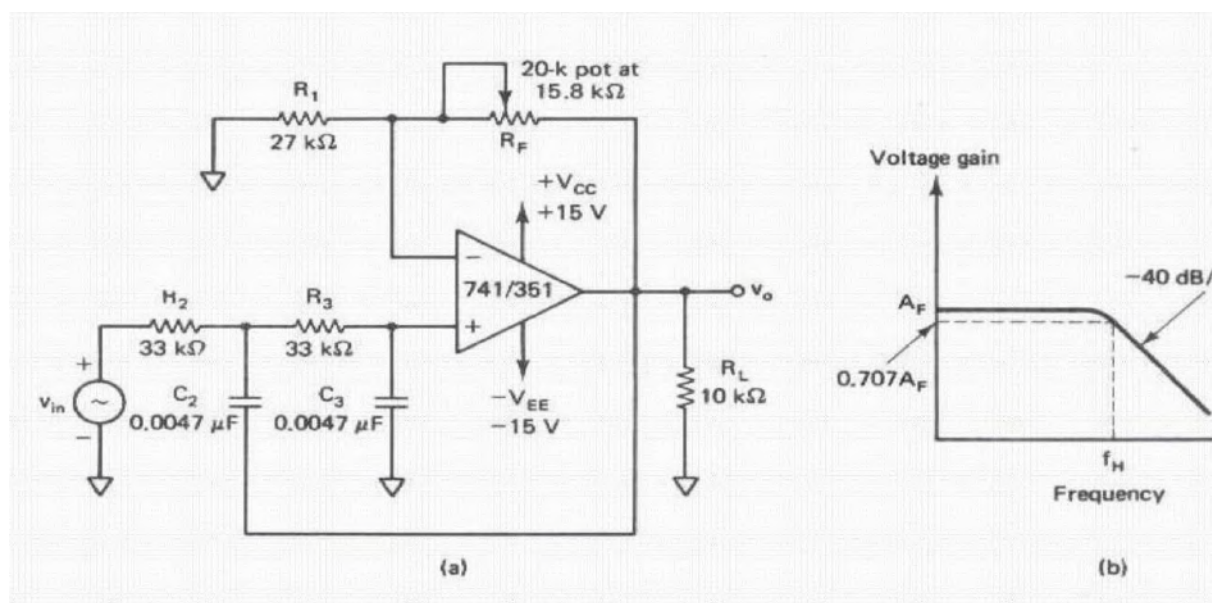 R1
27 kΩ
20-k pot at
15.8 kΩ
RF
+VCC
+15 V
−
741/351
+
−VEE
−15 V
vo
H2
33 kΩ
R3
33 kΩ
+
vin
~
−
C2
0.0047 μF
C3
0.0047 μF
RL
10 kΩ
(a)
Voltage gain
AF
0.707AF
−40 dB/
fH
Frequency
(b)